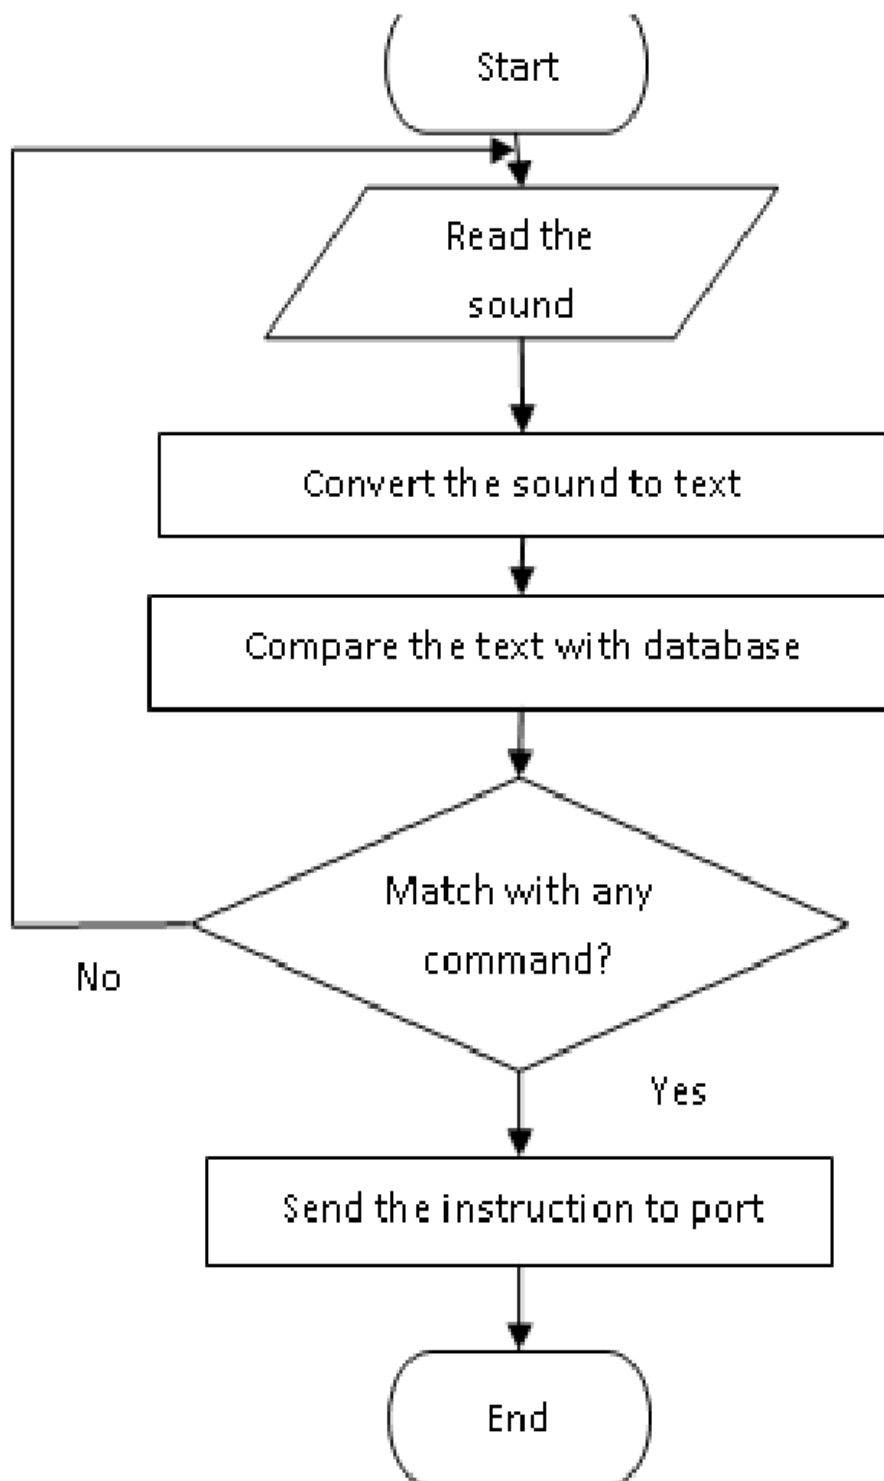 Start
Read the
sound
Convert the sound to text
Compare the text with database
Match with any
command?
No
Yes
Send the instruction to port
End